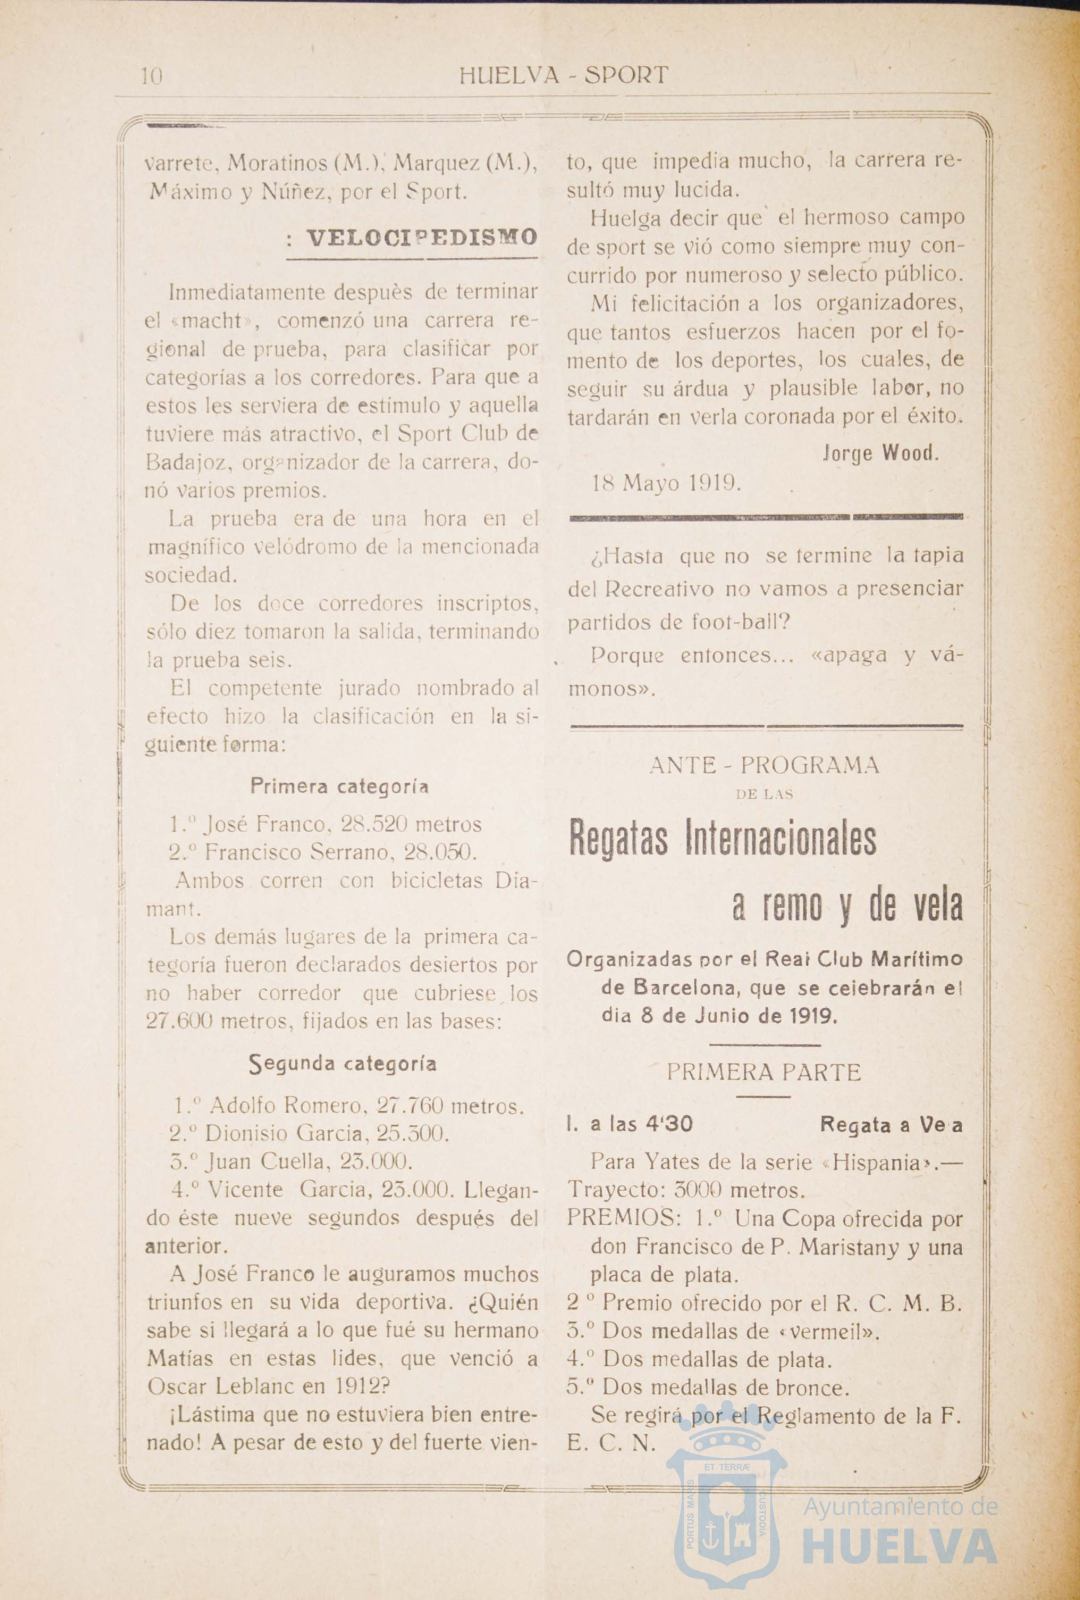 10
HUELVA - SPORT
varrete, Moratinos (M.), Marquez (M.),
Máximo y Núñez, por el Sport.
: VELOCIPEDISMO
Inmediatamente despuès de terminar
el «macht», comenzó una carrera re-
gional de prueba, para clasificar por
categorías a los corredores. Para que a
estos les serviera de estimulo y aquella
tuviere más atractivo, el Sport Club de
Badajoz, organizador de la carrera, do-
nó varios premios.
La prueba era de una hora en el
magnífico velódromo de la mencionada
sociedad.
De los doce corredores inscriptos,
sólo diez tomaron la salida, terminando
la prueba seis.
El competente jurado nombrado al
efecto hizo la clasificación en la si-
guiente forma:
Primera categoría
1.º José Franco, 28.520 metros
2.º Francisco Serrano, 28.050.
Ambos corren con bicicletas Dia-
mant.
Los demás lugares de la primera ca-
tegoría fueron declarados desiertos por
no haber corredor que cubriese los
27.600 metros, fijados en las bases:
Segunda categoría
1.º Adolfo Romero, 27.760 metros.
2.º Dionisio Garcia, 25.300.
3.º Juan Cuella, 23.000.
4.º Vicente Garcia, 23.000. Llegan-
do éste nueve segundos después del
anterior.
A José Franco le auguramos muchos
triunfos en su vida deportiva. ¿Quién
sabe si llegará a lo que fué su hermano
Matías en estas lides, que venció a
Oscar Leblanc en 1912?
¡Lástima que no estuviera bien entre-
nado! A pesar de esto y del fuerte vien-
to, que impedia mucho, la carrera re-
sultó muy lucida.
Huelga decir que el hermoso campo
de sport se vió como siempre muy con-
currido por numeroso y selecto público.
Mi felicitación a los organizadores,
que tantos esfuerzos hacen por el fo-
mento de los deportes, los cuales, de
seguir su árdua y plausible labor, no
tardarán en verla coronada por el éxito.
Jorge Wood.
18 Mayo 1919.
¿Hasta que no se termine la tapia
del Recreativo no vamos a presenciar
partidos de foot-ball?
Porque entonces... «apaga y vá-
monos».
ANTE - PROGRAMA
DE LAS
Regatas Internacionales
a remo y de vela
Organizadas por el Real Club Marítimo
de Barcelona, que se celebrarán el
dia 8 de Junio de 1919.
PRIMERA PARTE
I. a las 4'30 Regata a Ve a
Para Yates de la serie «Hispania».—
Trayecto: 3000 metros.
PREMIOS: 1.º Una Copa ofrecida por
don Francisco de P. Maristany y una
placa de plata.
2 º Premio ofrecido por el R. C. M. B.
3.º Dos medallas de «vermeil».
4.º Dos medallas de plata.
5.º Dos medallas de bronce.
Se regirá por el Reglamento de la F.
E. C. N.
ET TERRÆ
PORTUS MARIS
CUSTODIA
Ayuntamiento de
HUELVA